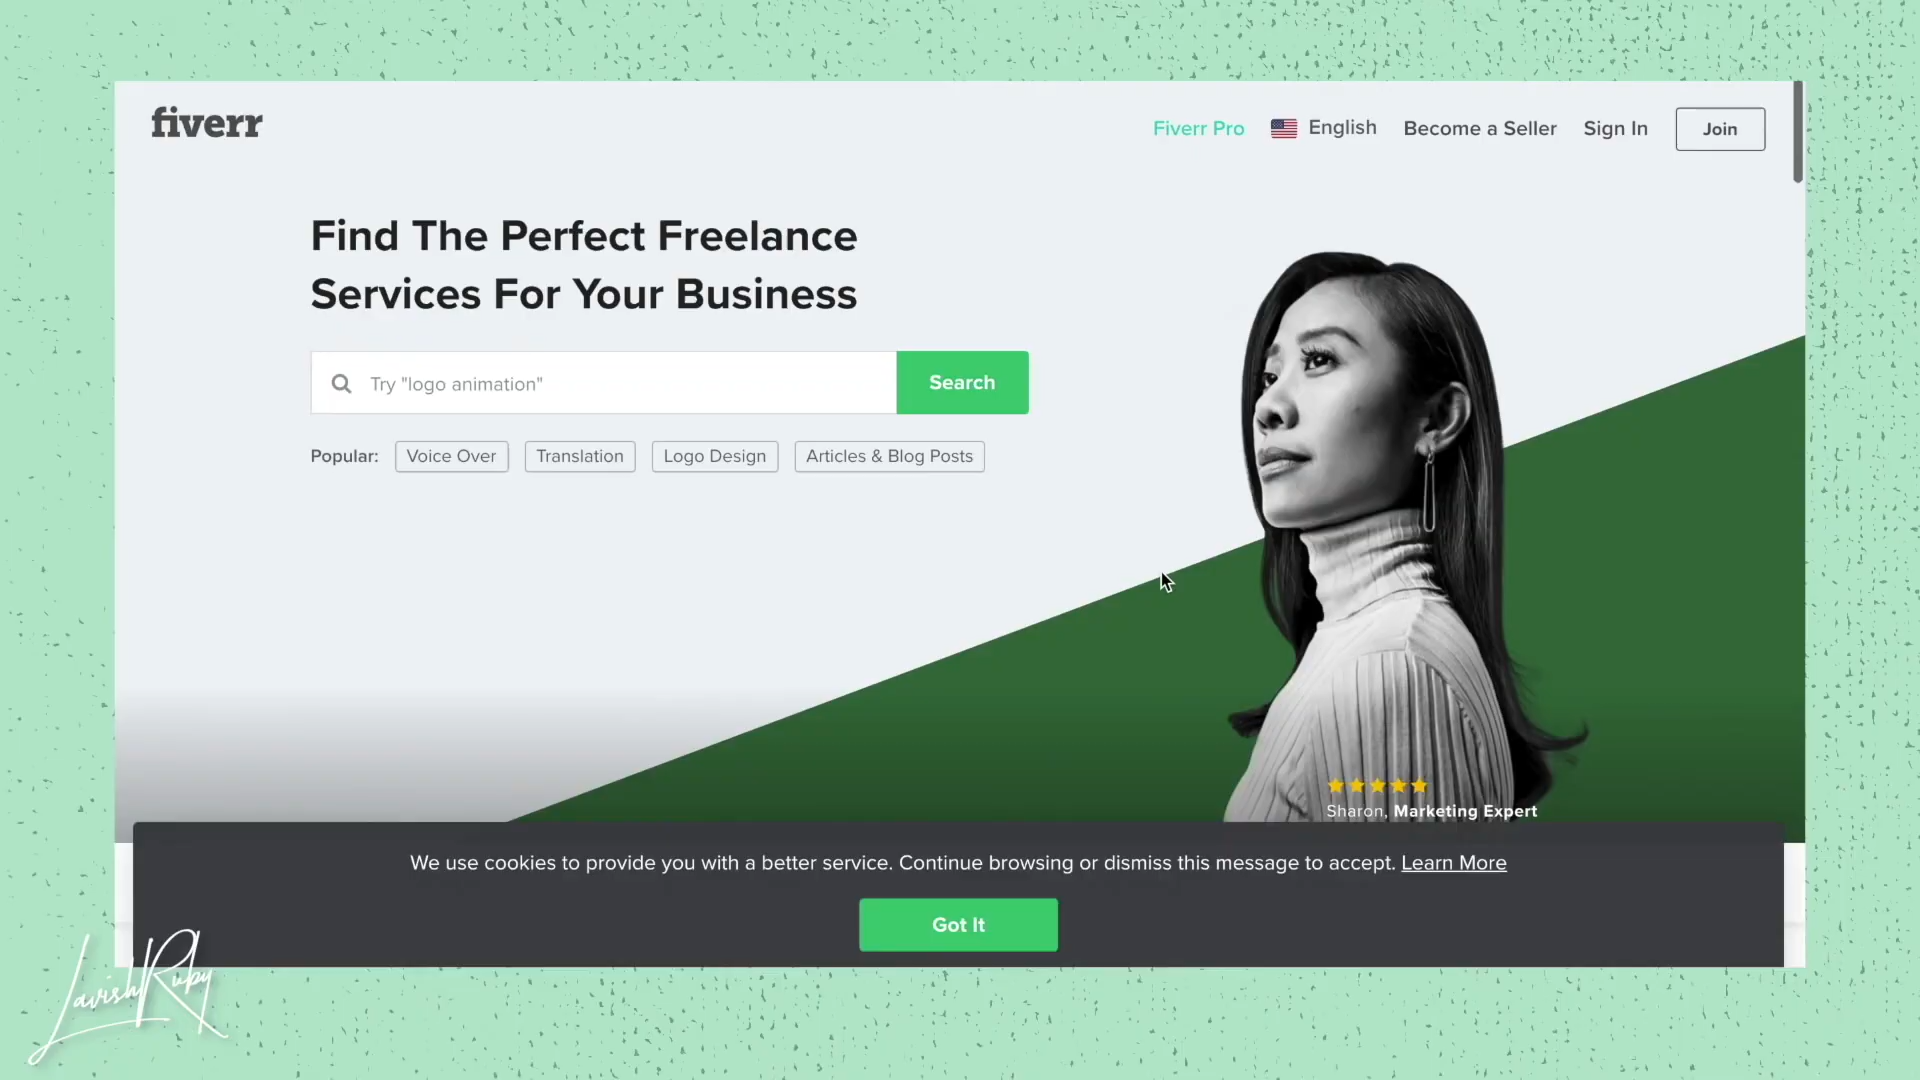 fiverr
Fiverr Pro English Become a Seller Sign In Join
Find The Perfect Freelance
Services For Your Business
Try "logo animation" Search
Popular: Voice Over Translation Logo Design Articles & Blog Posts
Sharon, Marketing Expert
We use cookies to provide you with a better service. Continue browsing or dismiss this message to accept. Learn More
Got It
LavishRuby